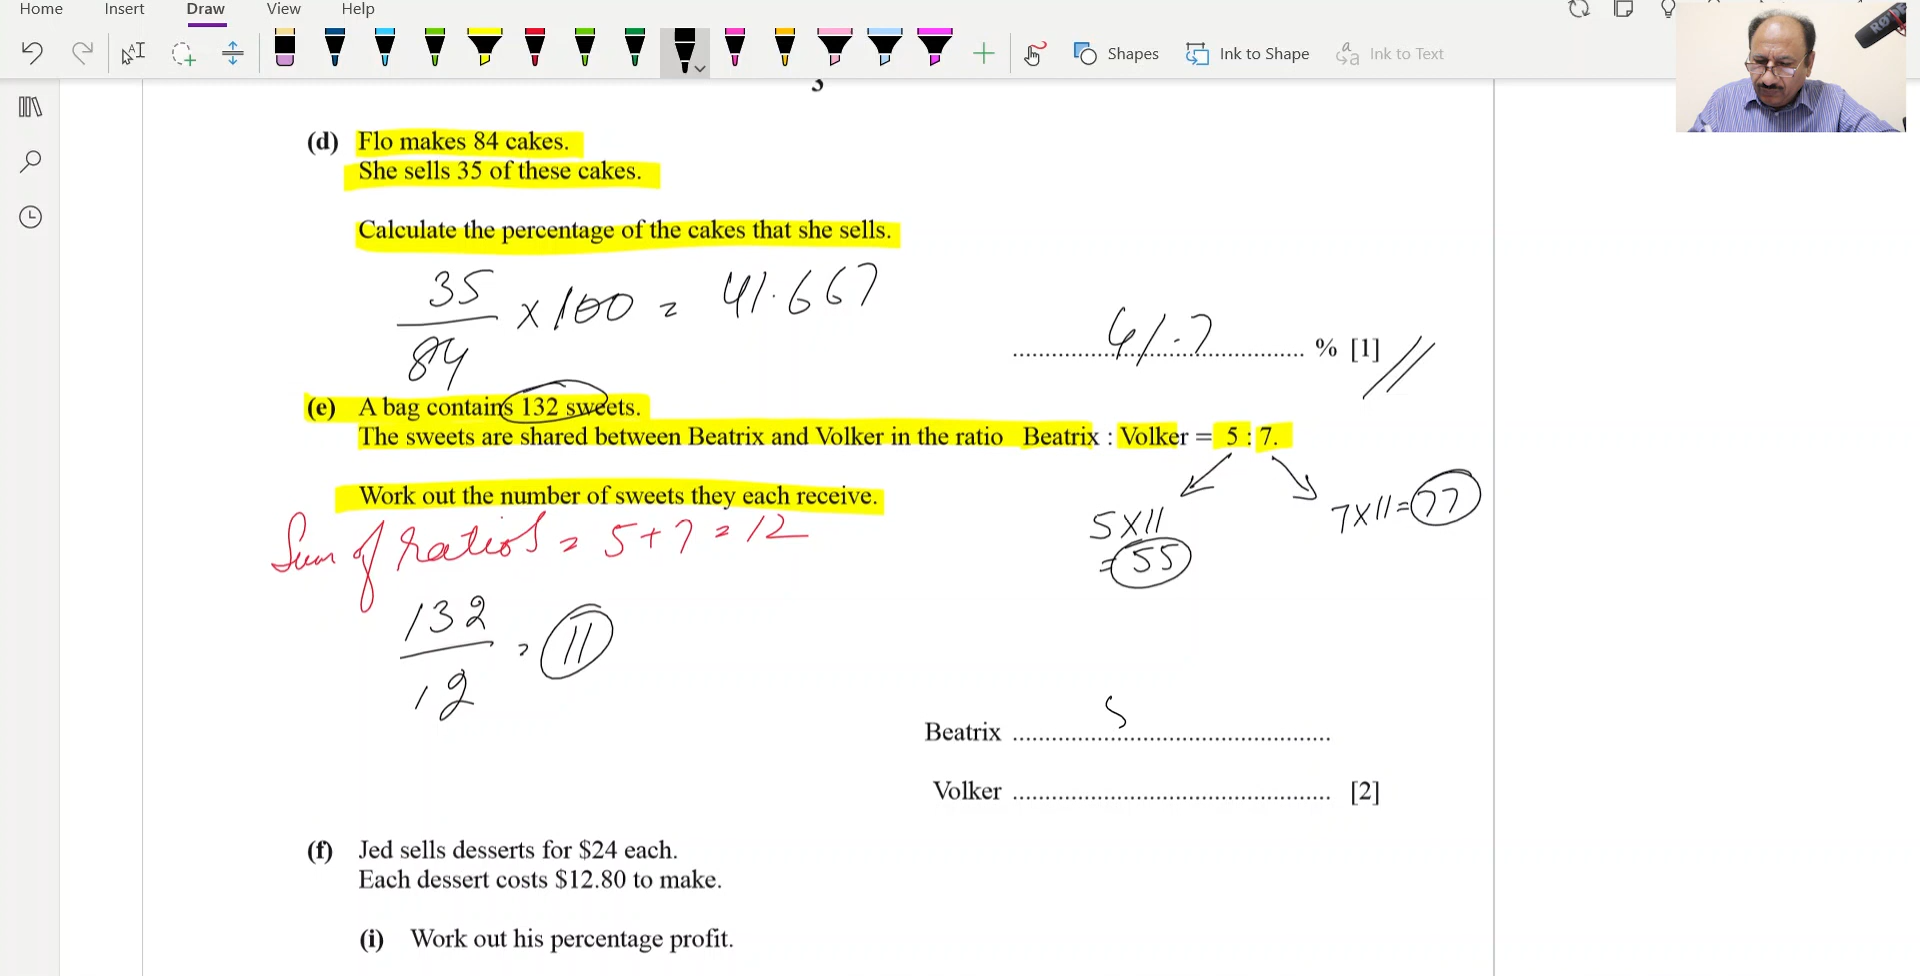 Home Insert Draw View Help
Shapes Ink to Shape Ink to Text
3
(d) Flo makes 84 cakes.
She sells 35 of these cakes.
Calculate the percentage of the cakes that she sells.
35
84
× 100 = 41.667
41.7 % [1]
(e) A bag contains 132 sweets.
The sweets are shared between Beatrix and Volker in the ratio Beatrix : Volker = 5 : 7.
Work out the number of sweets they each receive.
Sum of ratios = 5 + 7 = 12
5 × 11
= 55
7 × 11 = 77
132
12
= 11
Beatrix 5
Volker [2]
(f) Jed sells desserts for $24 each.
Each dessert costs $12.80 to make.
(i) Work out his percentage profit.
RØDE